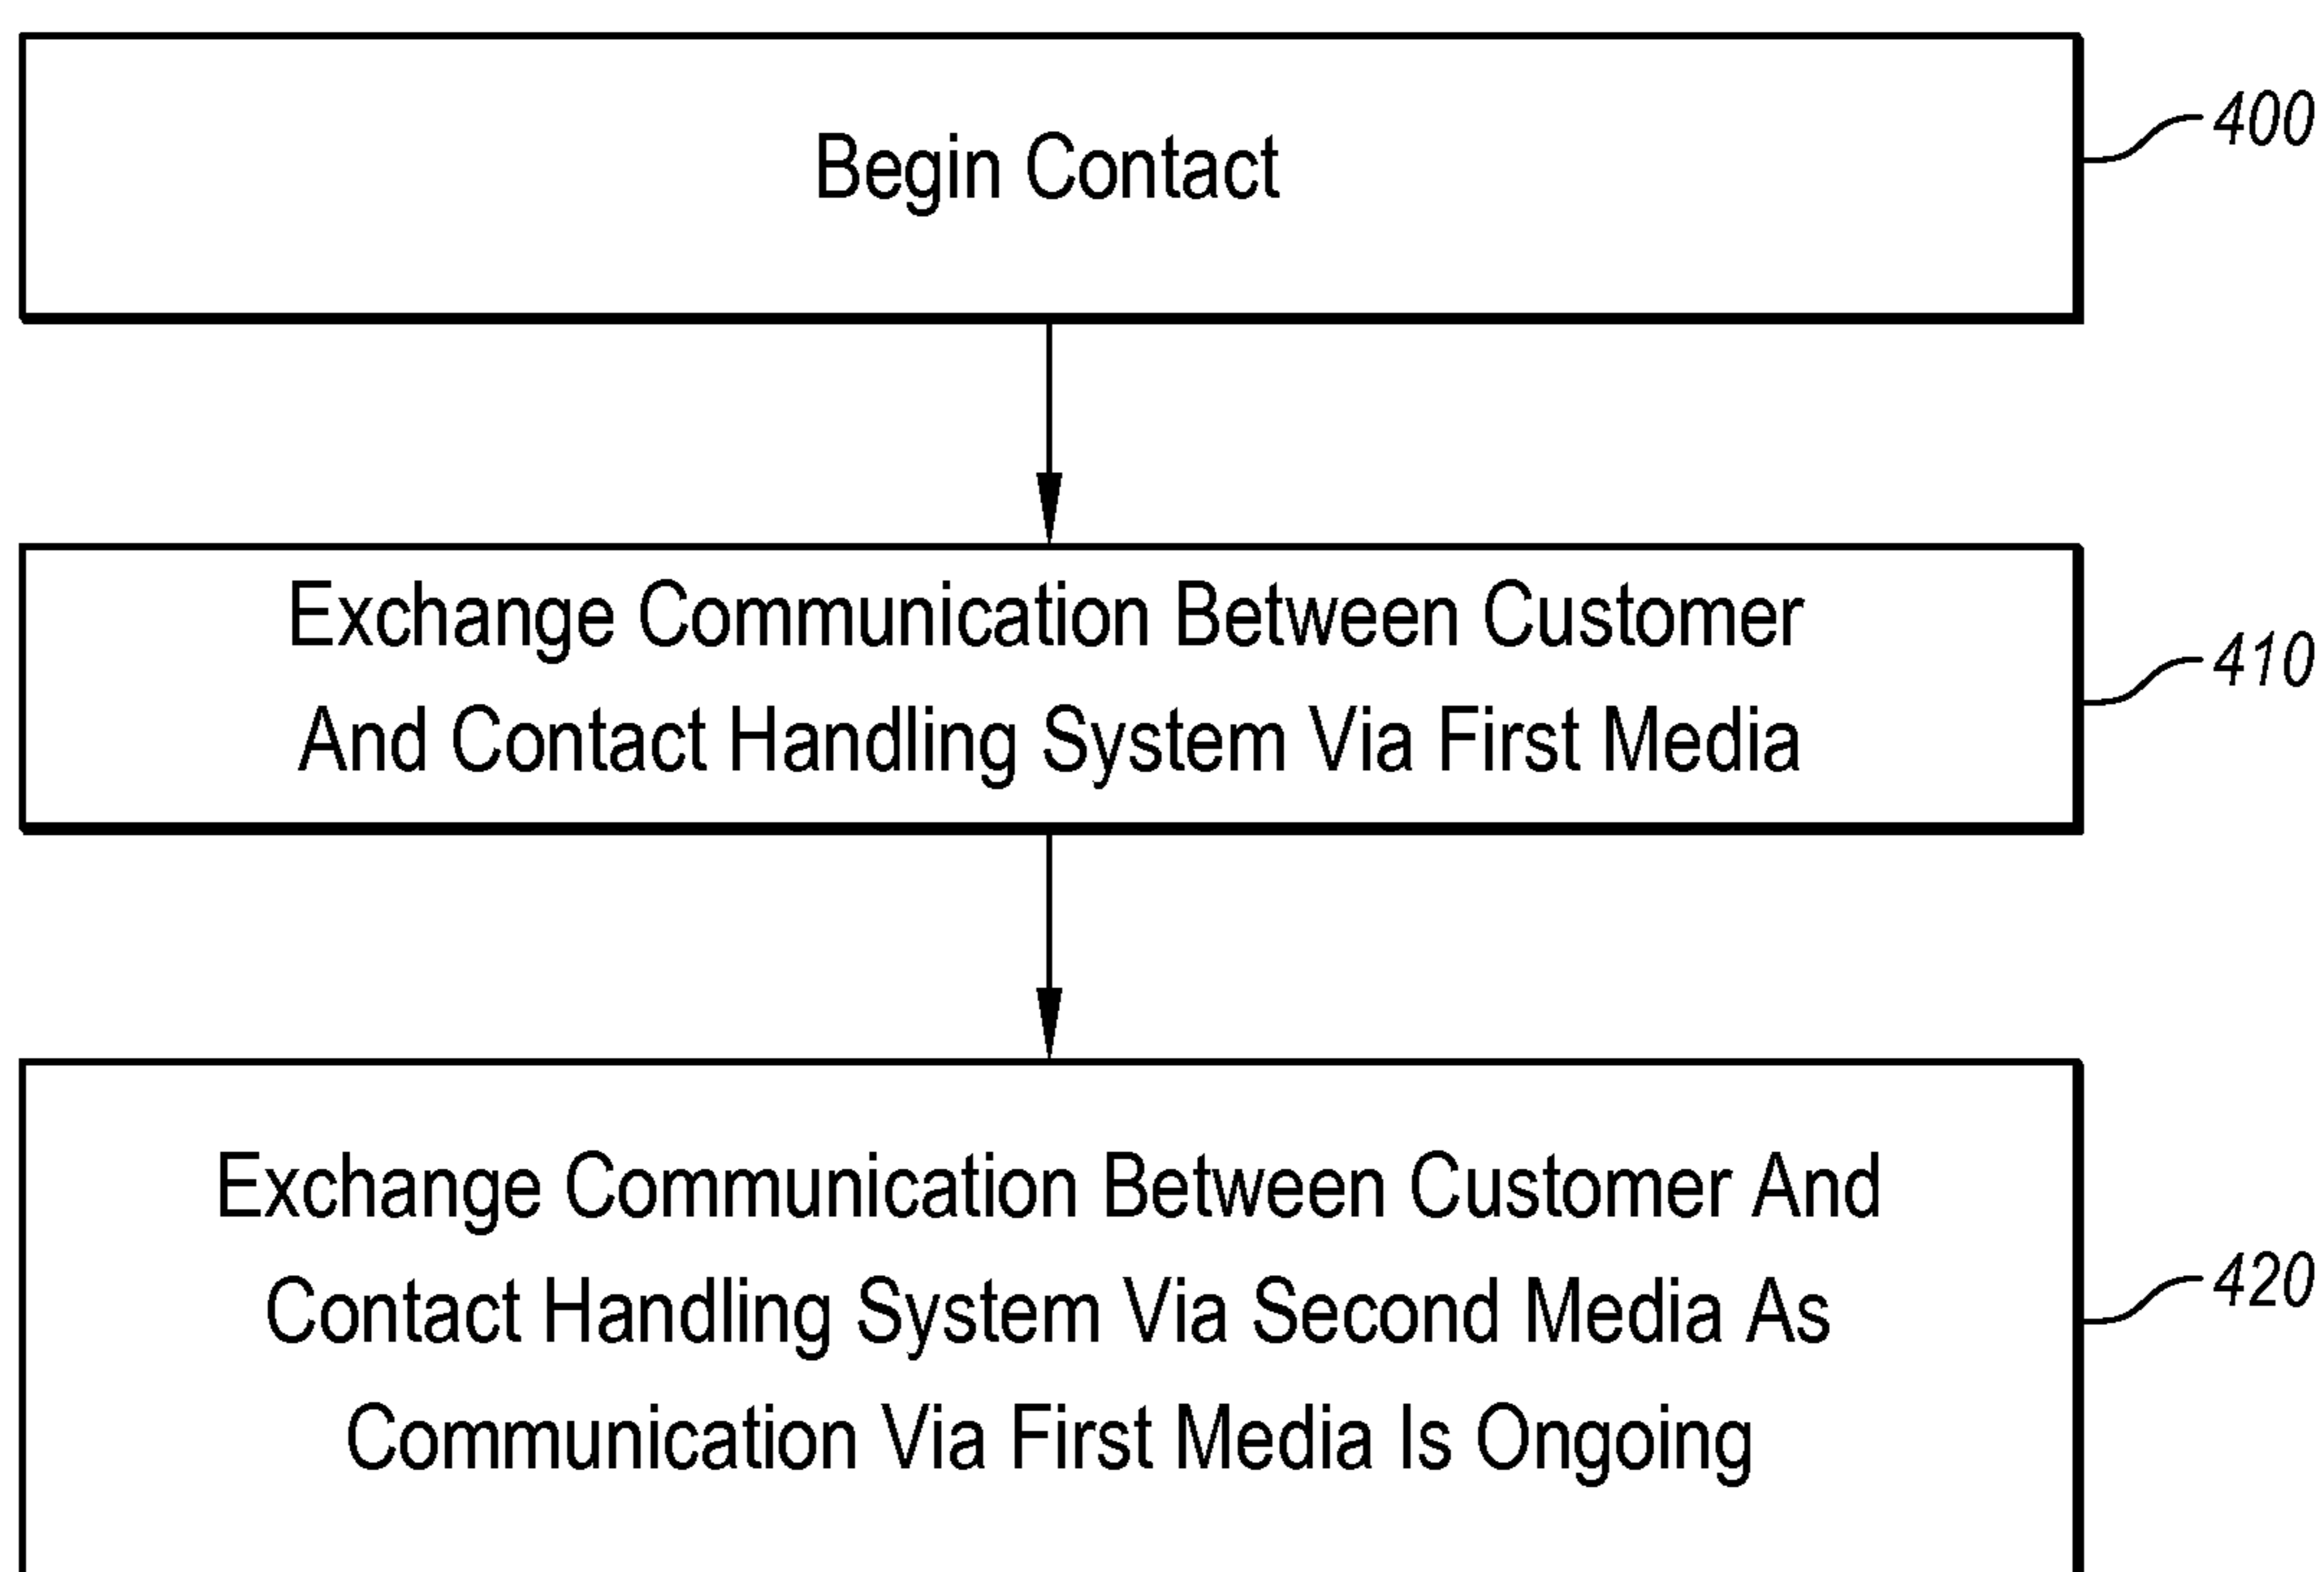 Begin Contact
400
Exchange Communication Between Customer
And Contact Handling System Via First Media
410
Exchange Communication Between Customer And
Contact Handling System Via Second Media As
Communication Via First Media Is Ongoing
420